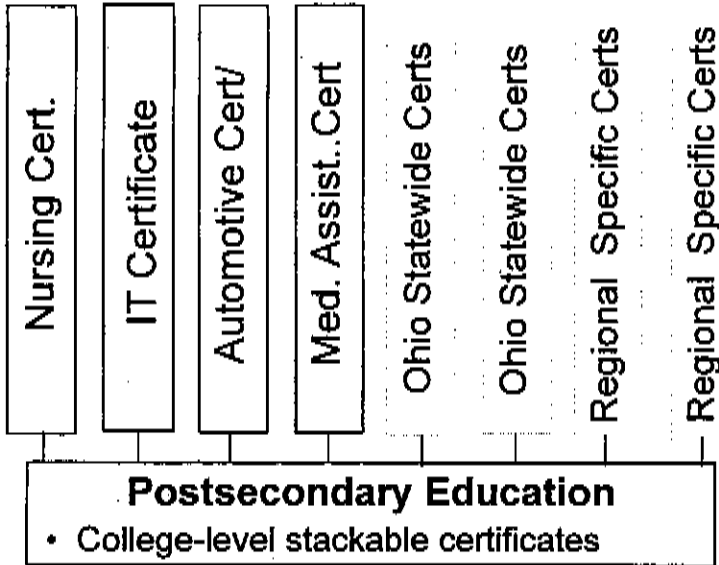 Nursing Cert.
IT Certificate
Automotive Cert/
Med. Assist.. Cert
Ohio Statewide Certs
Ohio Statewide Certs
Regional Specific Certs
Regional Specific Certs
Postsecondary Education
• College-level stackable certificates